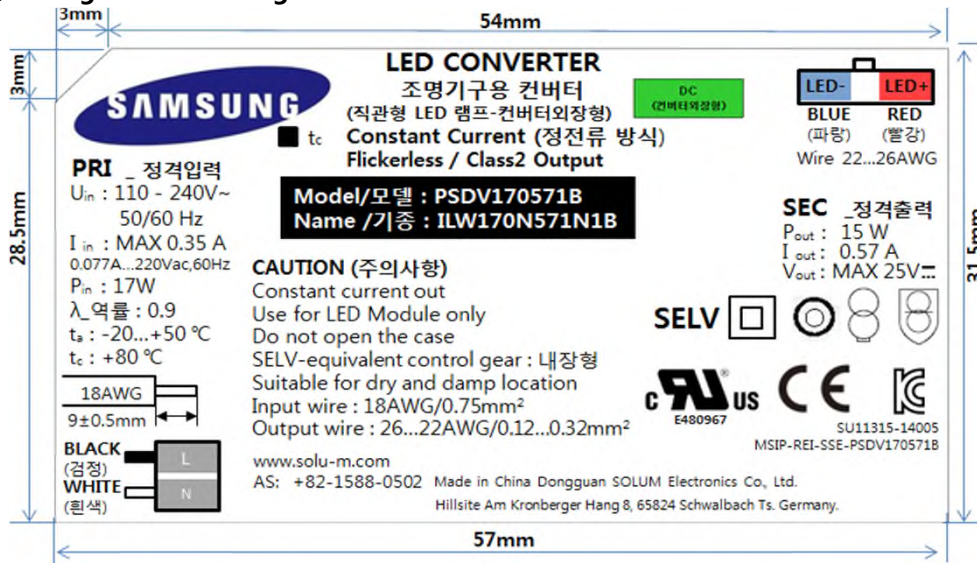 3mm
54mm
3mm
28.5mm
31.5mm
57mm
SAMSUNG
LED CONVERTER
조명기구용 컨버터
(직관형 LED 램프-컨버터외장형)
tc Constant Current (정전류 방식)
Flickerless / Class2 Output
DC
(컨버터외장형)
LED- LED+
BLUE RED
(파랑) (빨강)
Wire 22...26AWG
Model/모델 : PSDV170571B
Name /기종 : ILW170N571N1B
PRI _ 정격입력
Uin : 110 - 240V~
50/60 Hz
I in : MAX 0.35 A
0.077A...220Vac,60Hz
Pin : 17W
λ_역률 : 0.9
ta : -20...+50 ℃
tc : +80 ℃
18AWG
9±0.5mm
BLACK
(검정)
WHITE
(흰색)
L
N
CAUTION (주의사항)
Constant current out
Use for LED Module only
Do not open the case
SELV-equivalent control gear : 내장형
Suitable for dry and damp location
Input wire : 18AWG/0.75mm²
Output wire : 26...22AWG/0.12...0.32mm²
www.solu-m.com
AS: +82-1588-0502 Made in China Dongguan SOLUM Electronics Co., Ltd.
Hillsite Am Kronberger Hang 8, 65824 Schwalbach Ts. Germany.
SEC _정격출력
Pout : 15 W
I out : 0.57 A
Vout : MAX 25V⎓
SELV
c RU US
E480967
CE
KC
SU11315-14005
MSIP-REI-SSE-PSDV170571B